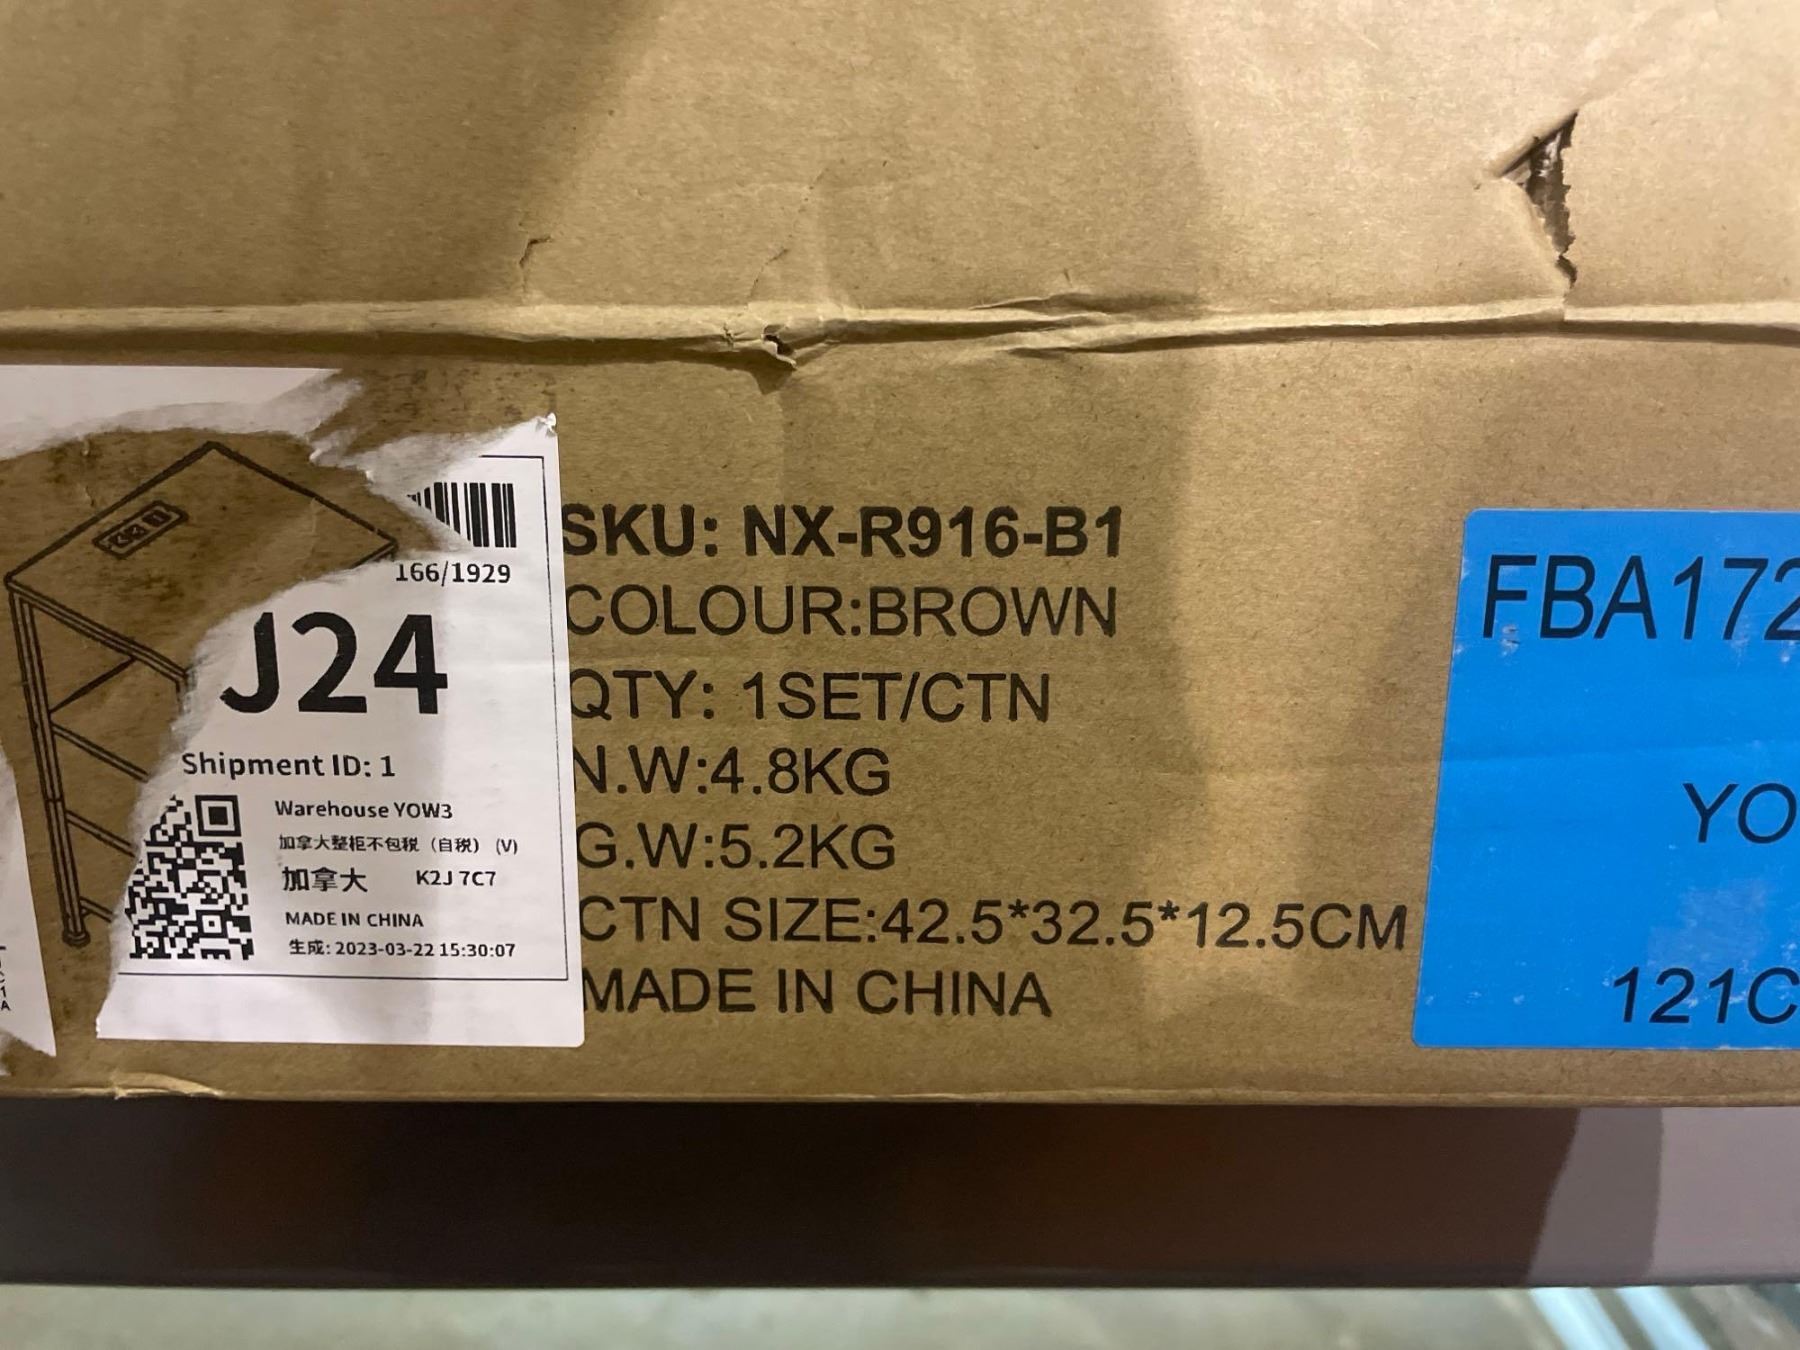 166/1929
J24
Shipment ID: 1
Warehouse YOW3
加拿大整柜不包税（自税） (V)
加拿大 K2J 7C7
MADE IN CHINA
生成: 2023-03-22 15:30:07
SKU: NX-R916-B1
COLOUR:BROWN
QTY: 1SET/CTN
N.W:4.8KG
G.W:5.2KG
CTN SIZE:42.5*32.5*12.5CM
MADE IN CHINA
FBA172
YO
121C